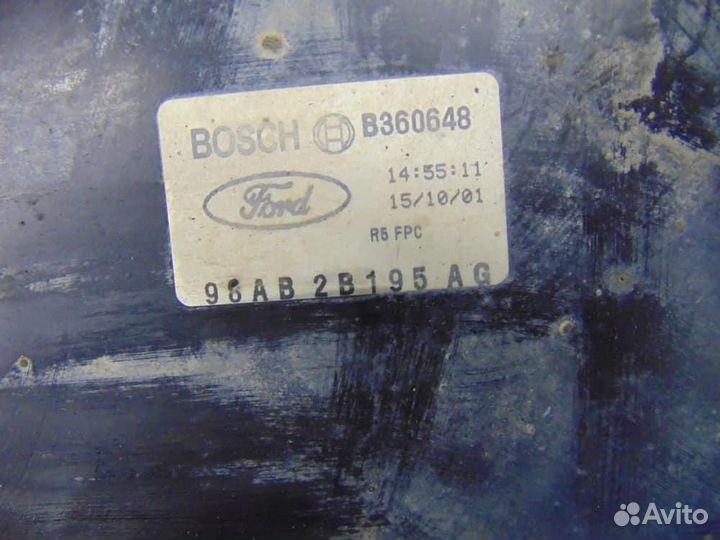 BOSCH B360648
14:55:11
Ford 15/10/01
R5 FPC
98AB 2B195 AG
Avito